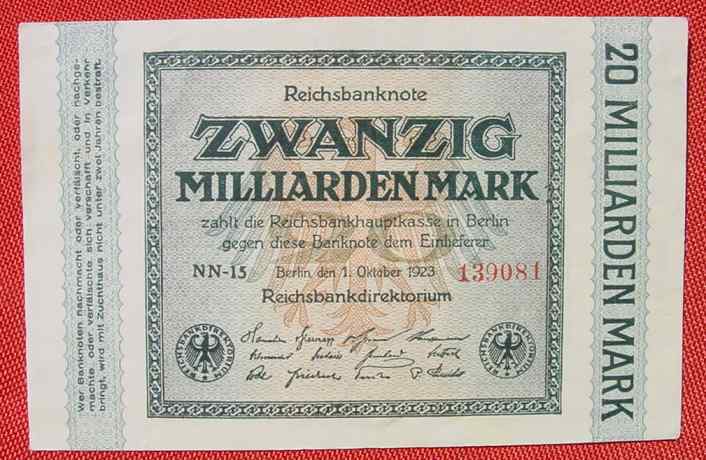 Reichsbanknote
ZWANZIG
MILLIARDEN MARK
zahlt die Reichsbankhauptkasse in Berlin
gegen diese Banknote dem Einlieferer
NN-15 Berlin, den 1. Oktober 1923 139081
Reichsbankdirektorium
REICHSBANKDIREKTORIUM
REICHSBANKDIREKTORIUM
Wer Banknoten nachmacht oder verfälscht, oder nachge-
machte oder verfälschte sich verschafft und in Verkehr
bringt, wird mit Zuchthaus nicht unter zwei Jahren bestraft.
20 MILLIARDEN MARK